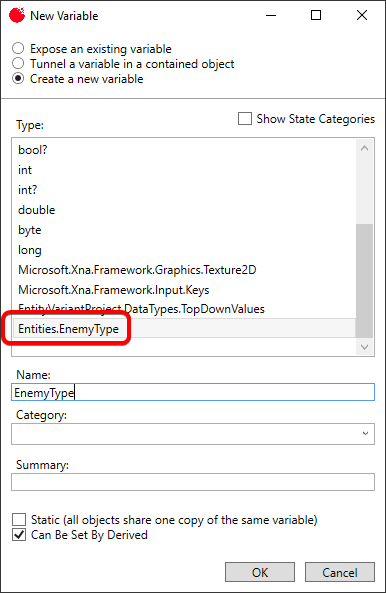 New Variable
Expose an existing variable
Tunnel a variable in a contained object
Create a new variable
Type:
Show State Categories
bool?
int
int?
double
byte
long
Microsoft.Xna.Framework.Graphics.Texture2D
Microsoft.Xna.Framework.Input.Keys
EntityVariantProject.DataTypes.TopDownValues
Entities.EnemyType
Name:
EnemyType
Category:
Summary:
Static (all objects share one copy of the same variable)
Can Be Set By Derived
OK
Cancel